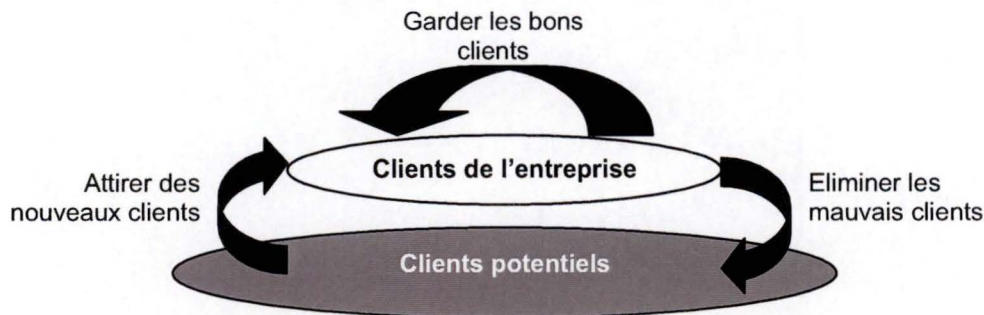 Garder les bons
clients
Clients de l'entreprise
Attirer des
nouveaux clients
Eliminer les
mauvais clients
Clients potentiels